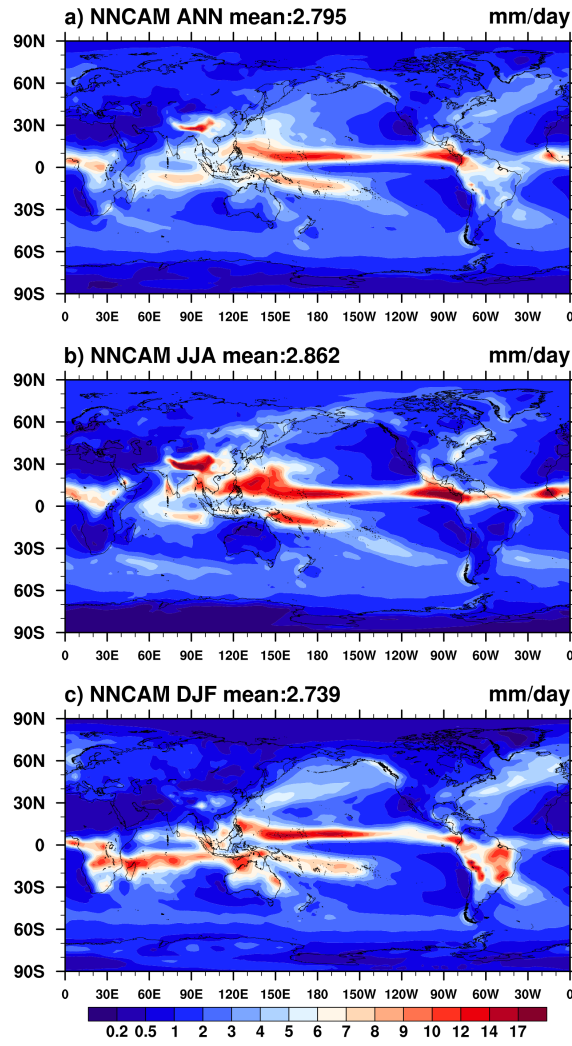 a) NNCAM ANN mean:2.795 mm/day
90N
60N
30N
0
30S
60S
90S
0 30E 60E 90E 120E 150E 180 150W 120W 90W 60W 30W 0
b) NNCAM JJA mean:2.862 mm/day
90N
60N
30N
0
30S
60S
90S
0 30E 60E 90E 120E 150E 180 150W 120W 90W 60W 30W 0
c) NNCAM DJF mean:2.739 mm/day
90N
60N
30N
0
30S
60S
90S
0 30E 60E 90E 120E 150E 180 150W 120W 90W 60W 30W 0
0.2 0.5 1 2 3 4 5 6 7 8 9 10 12 14 17